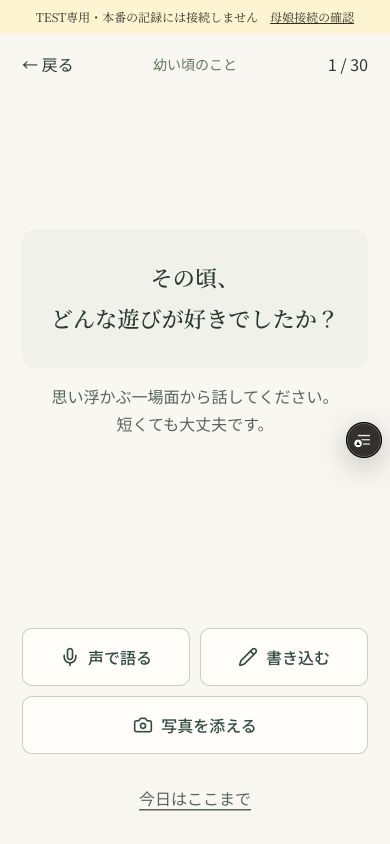 TEST専用・本番の記録には接続しません　母娘接続の確認
← 戻る　幼い頃のこと　1 / 30
その頃、
どんな遊びが好きでしたか？
思い浮かぶ一場面から話してください。
短くても大丈夫です。
声で語る　書き込む
写真を添える
今日はここまで